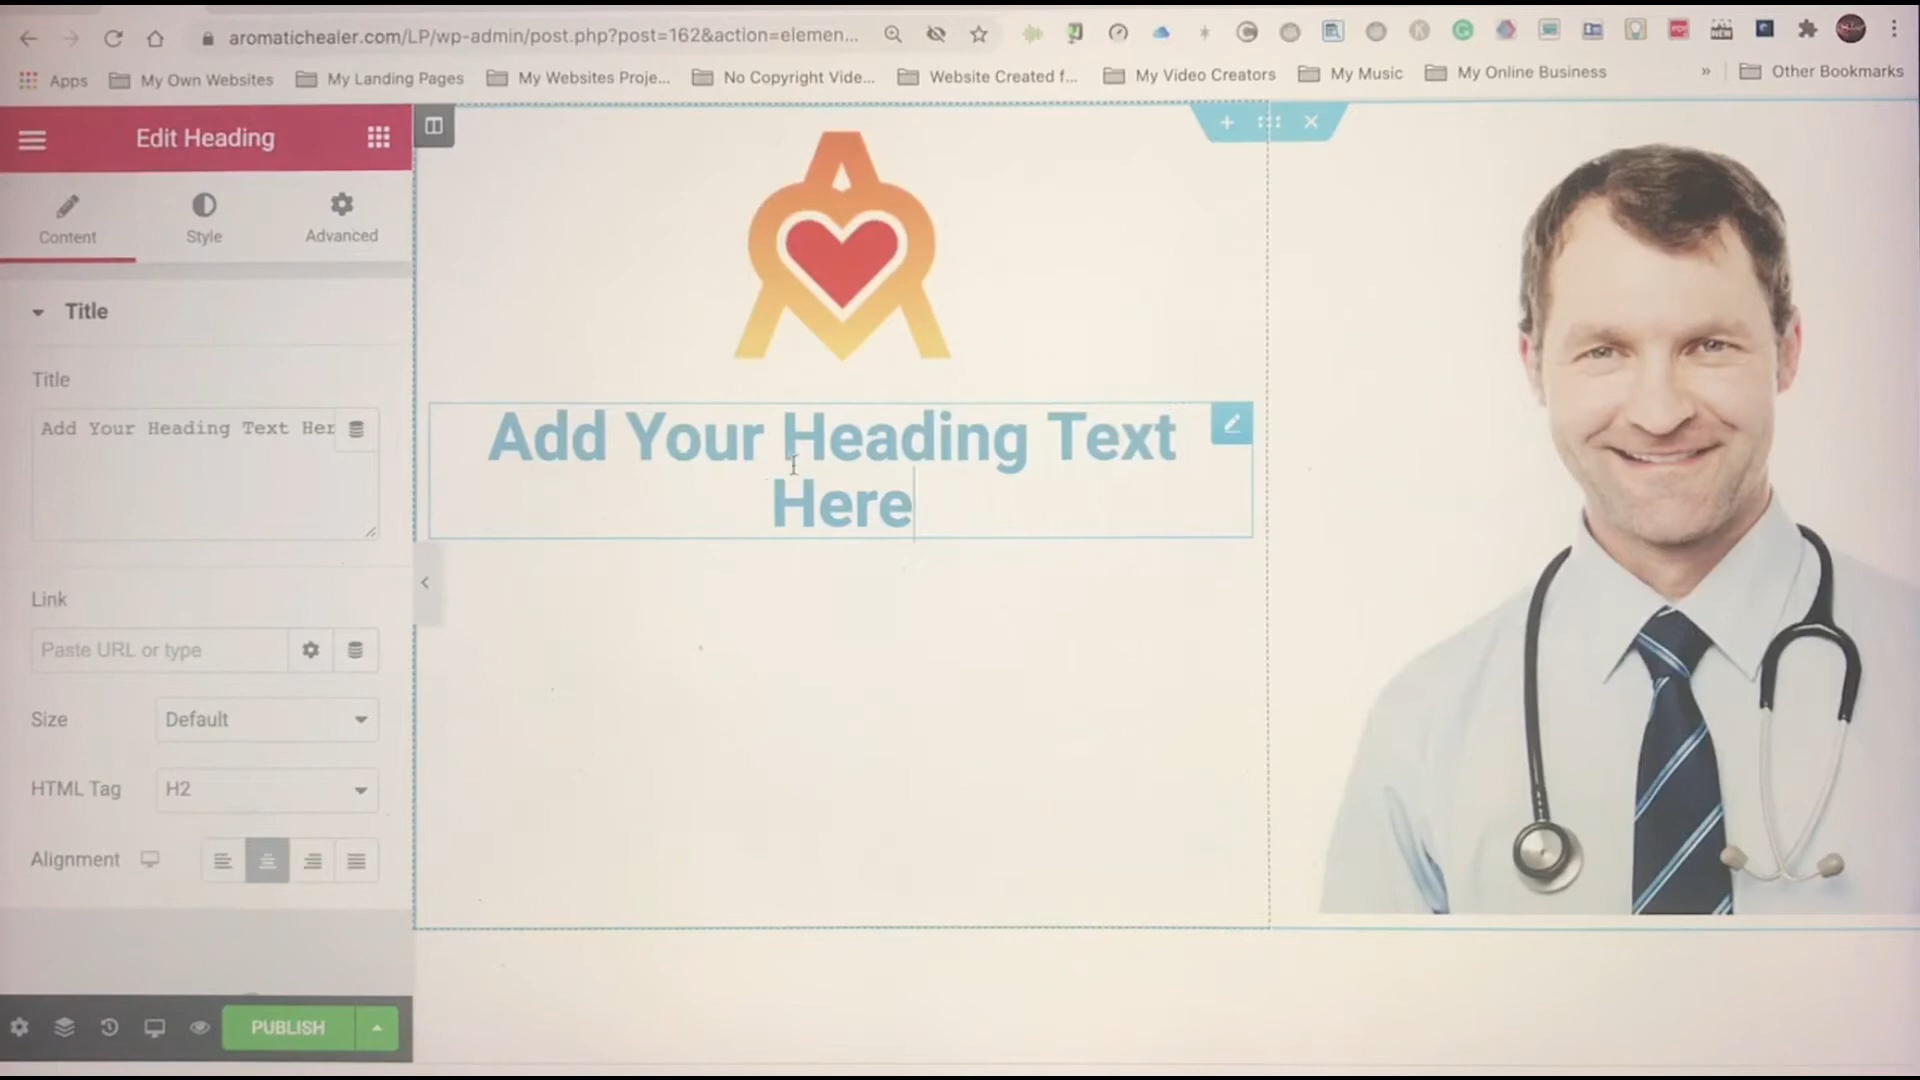 aromatichealer.com/LP/wp-admin/post.php?post=162&action=elemen...
Apps
My Own Websites
My Landing Pages
My Websites Proje...
No Copyright Vide...
Website Created f...
My Video Creators
My Music
My Online Business
»
Other Bookmarks
Edit Heading
Content
Style
Advanced
Title
Title
Add Your Heading Text Her
Link
Paste URL or type
Size
Default
HTML Tag
H2
Alignment
PUBLISH
Add Your Heading Text
Here